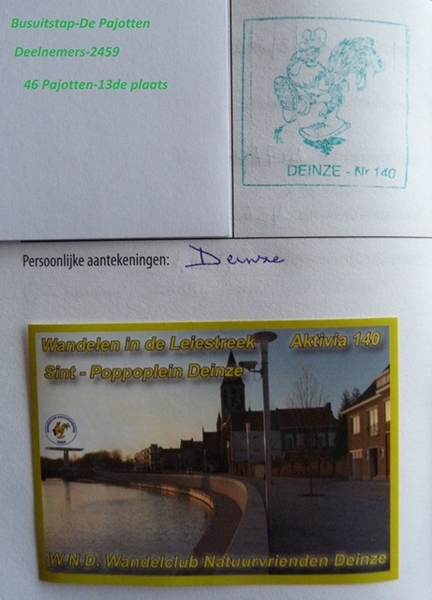 Busuitstap-De Pajotten
Deelnemers-2459
46 Pajotten-13de plaats
DEINZE - Nr 140
Persoonlijke aantekeningen: Deinze
Wandelen in de Leiestreek Aktivia 140
Sint - Poppoplein Deinze
W.N.D. Wandelclub Natuurvrienden Deinze